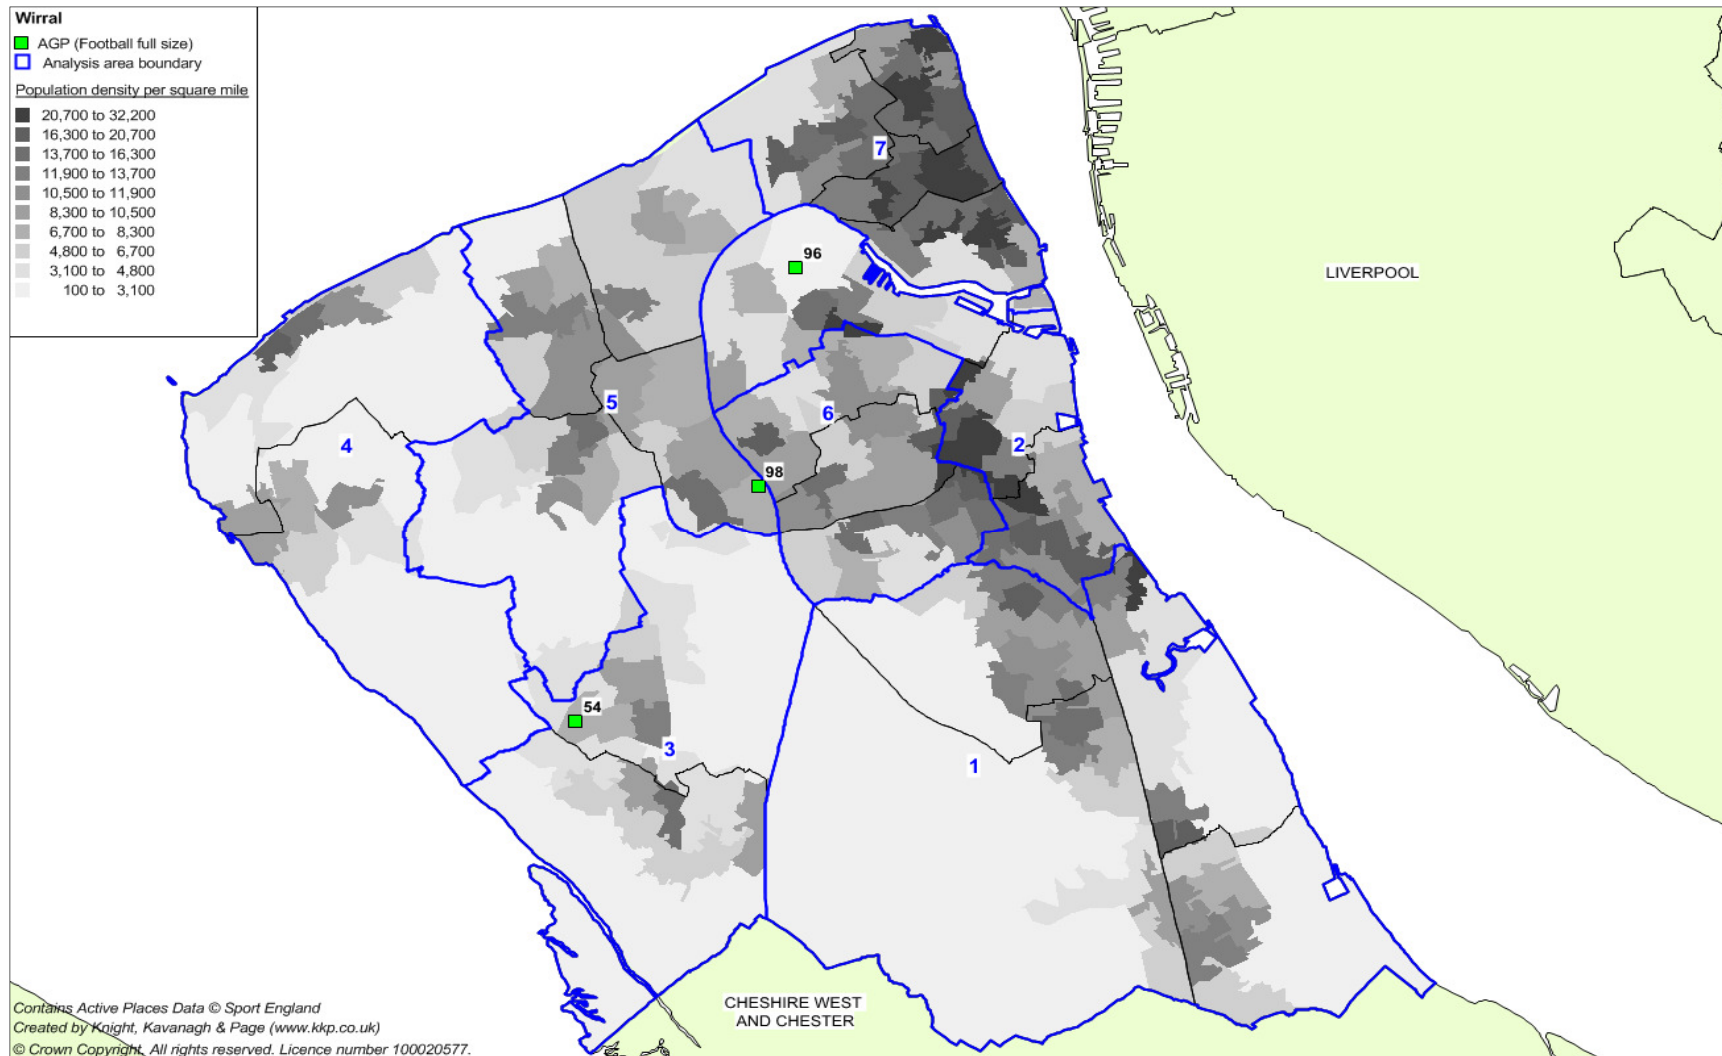 Wirral
AGP (Football full size)
Analysis area boundary
Population density per square mile
20,700 to 32,200
16,300 to 20,700
13,700 to 16,300
11,900 to 13,700
10,500 to 11,900
8,300 to 10,500
6,700 to 8,300
4,800 to 6,700
3,100 to 4,800
100 to 3,100
7
96
LIVERPOOL
5
6
4
2
98
54
3
1
CHESHIRE WEST
AND CHESTER
Contains Active Places Data © Sport England
Created by Knight, Kavanagh & Page (www.kkp.co.uk)
© Crown Copyright, All rights reserved. Licence number 100020577.